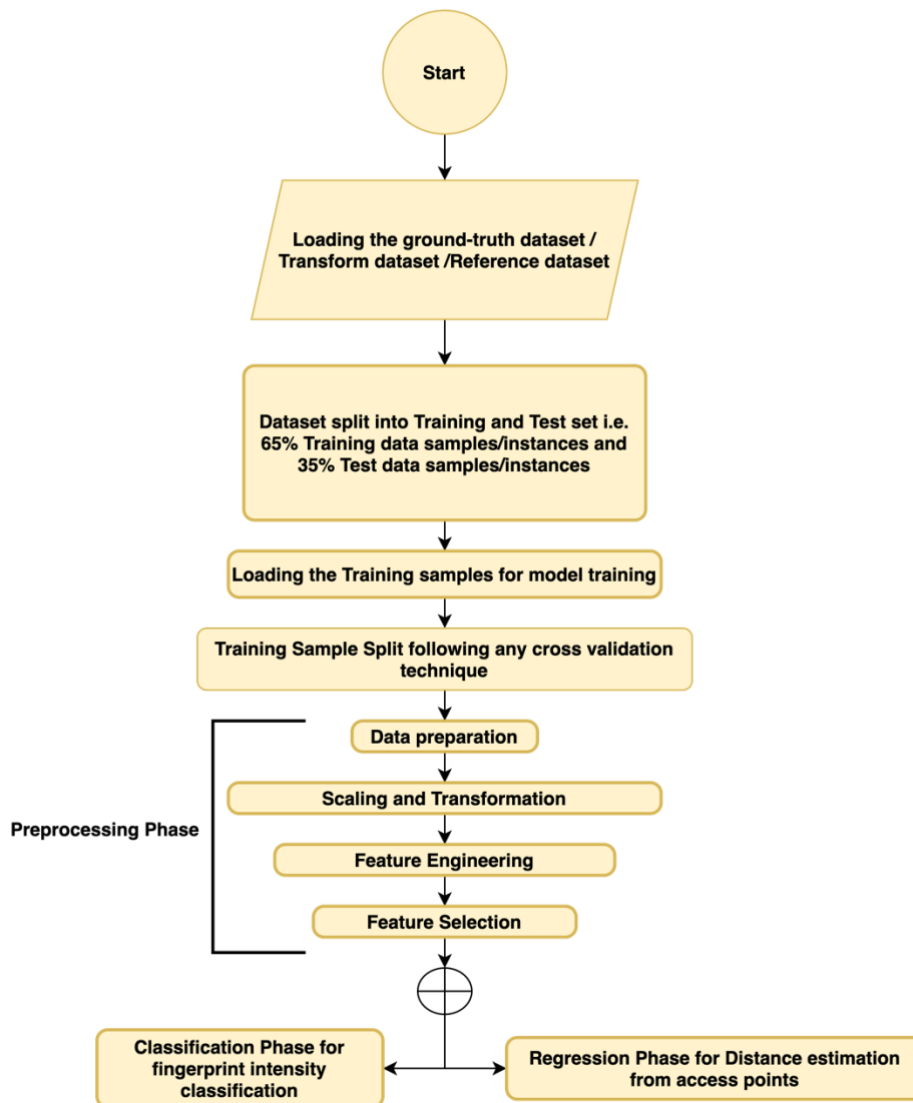 Start
Loading the ground-truth dataset /
Transform dataset /Reference dataset
Dataset split into Training and Test set i.e.
65% Training data samples/instances and
35% Test data samples/instances
Loading the Training samples for model training
Training Sample Split following any cross validation
technique
Data preparation
Scaling and Transformation
Preprocessing Phase
Feature Engineering
Feature Selection
Classification Phase for
fingerprint intensity
classification
Regression Phase for Distance estimation
from access points